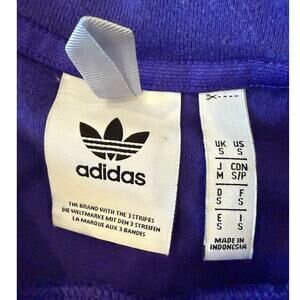 adidas
THE BRAND WITH THE 3 STRIPES
DIE WELTMARKE MIT DEN 3 STREIFEN
LA MARQUE AUX 3 BANDES
UK US
S S
J CDN
M S/P
D F
S S
E I
S S
MADE IN
INDONESIA